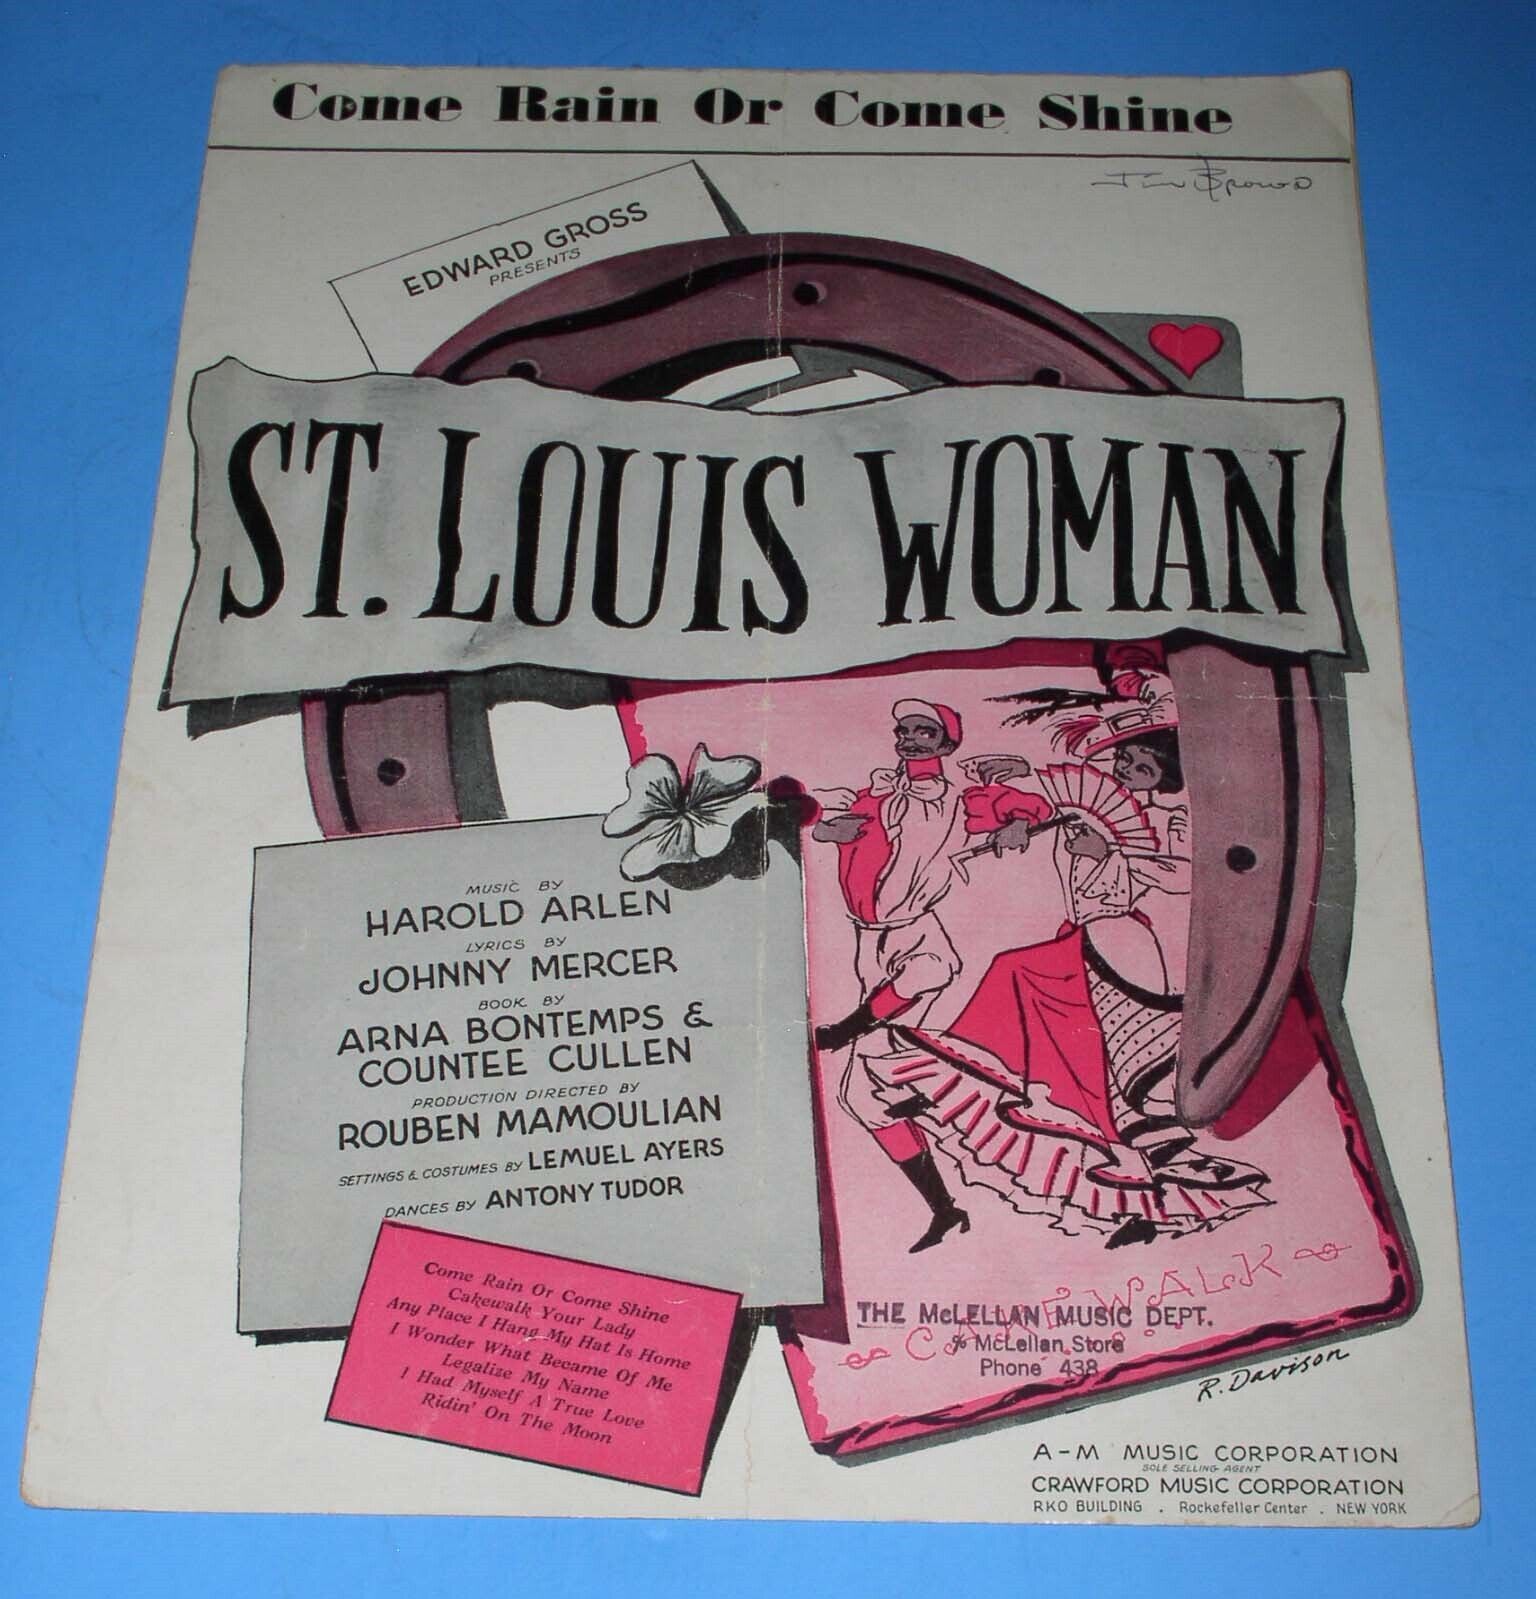 Come Rain Or Come Shine
Jim Brown
EDWARD GROSS
PRESENTS
ST. LOUIS WOMAN
MUSIC BY
HAROLD ARLEN
LYRICS BY
JOHNNY MERCER
BOOK BY
ARNA BONTEMPS &
COUNTEE CULLEN
PRODUCTION DIRECTED BY
ROUBEN MAMOULIAN
SETTINGS & COSTUMES BY LEMUEL AYERS
DANCES BY ANTONY TUDOR
Come Rain Or Come Shine
Cakewalk Your Lady
Any Place I Hang My Hat Is Home
I Wonder What Became Of Me
Legalize My Name
I Had Myself A True Love
Ridin' On The Moon
CAKEWALK
THE McLELLAN MUSIC DEPT.
% McLellan Store
Phone 438
R. Davison
A-M MUSIC CORPORATION
SOLE SELLING AGENT
CRAWFORD MUSIC CORPORATION
RKO BUILDING . Rockefeller Center . NEW YORK